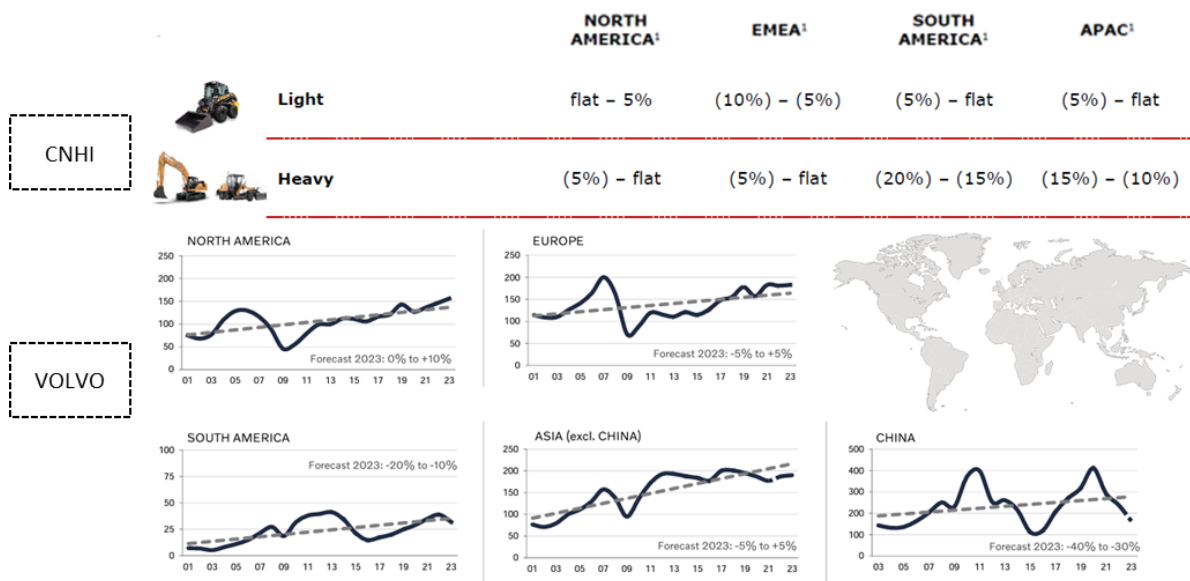 NORTH AMERICA¹ EMEA¹ SOUTH AMERICA¹ APAC¹
CNHI
Light flat – 5% (10%) – (5%) (5%) – flat (5%) – flat
Heavy (5%) – flat (5%) – flat (20%) – (15%) (15%) – (10%)
VOLVO
NORTH AMERICA
250
200
150
100
50
0
Forecast 2023: 0% to +10%
01 03 05 07 09 11 13 15 17 19 21 23
EUROPE
250
200
150
100
50
0
Forecast 2023: -5% to +5%
01 03 05 07 09 11 13 15 17 19 21 23
SOUTH AMERICA
100
75
50
25
0
Forecast 2023: -20% to -10%
01 03 05 07 09 11 13 15 17 19 21 23
ASIA (excl. CHINA)
250
200
150
100
50
0
Forecast 2023: -5% to +5%
01 03 05 07 09 11 13 15 17 19 21 23
CHINA
500
400
300
200
100
0
Forecast 2023: -40% to -30%
01 03 05 07 09 11 13 15 17 19 21 23